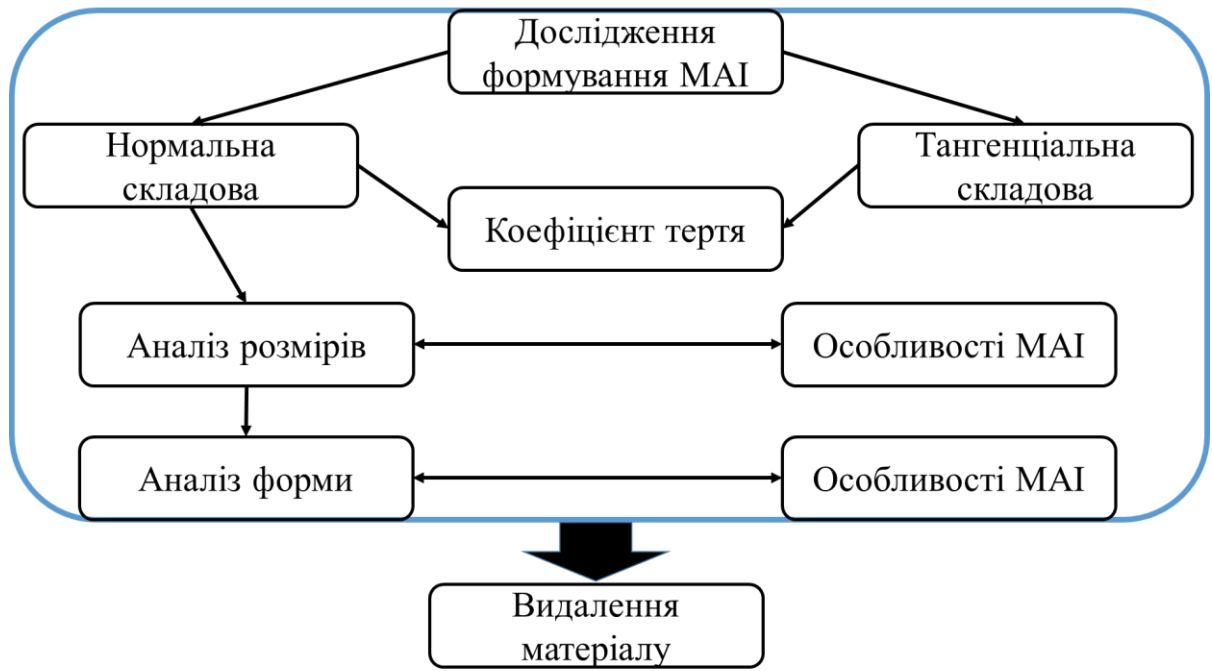 Дослідження
формування МАІ
Нормальна
складова
Тангенціальна
складова
Коефіцієнт тертя
Аналіз розмірів
Особливості МАІ
Аналіз форми
Особливості МАІ
Видалення
матеріалу